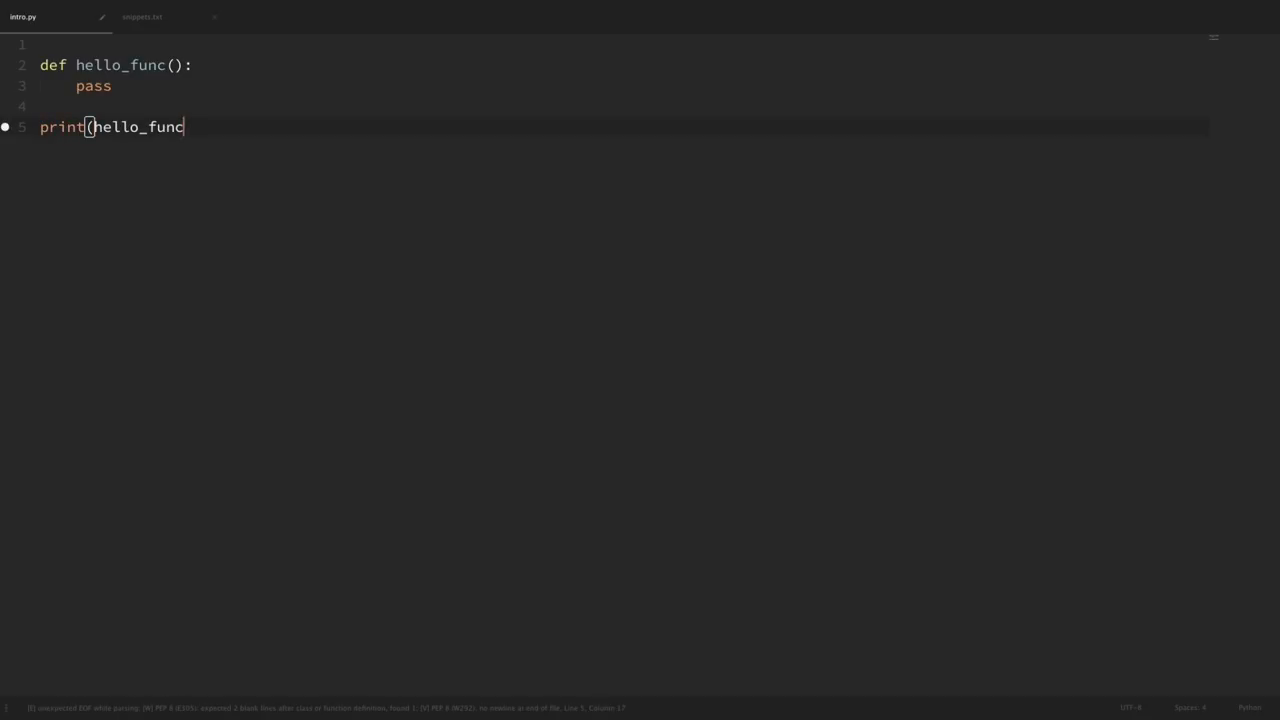 intro.py
snippets.txt
1
2 def hello_func():
3     pass
4
5 print(hello_func
[E] unexpected EOF while parsing; [W] PEP 8 (E305): expected 2 blank lines after class or function definition, found 1; [V] PEP 8 (W292): no newline at end of file, Line 5, Column 17
UTF-8
Spaces: 4
Python